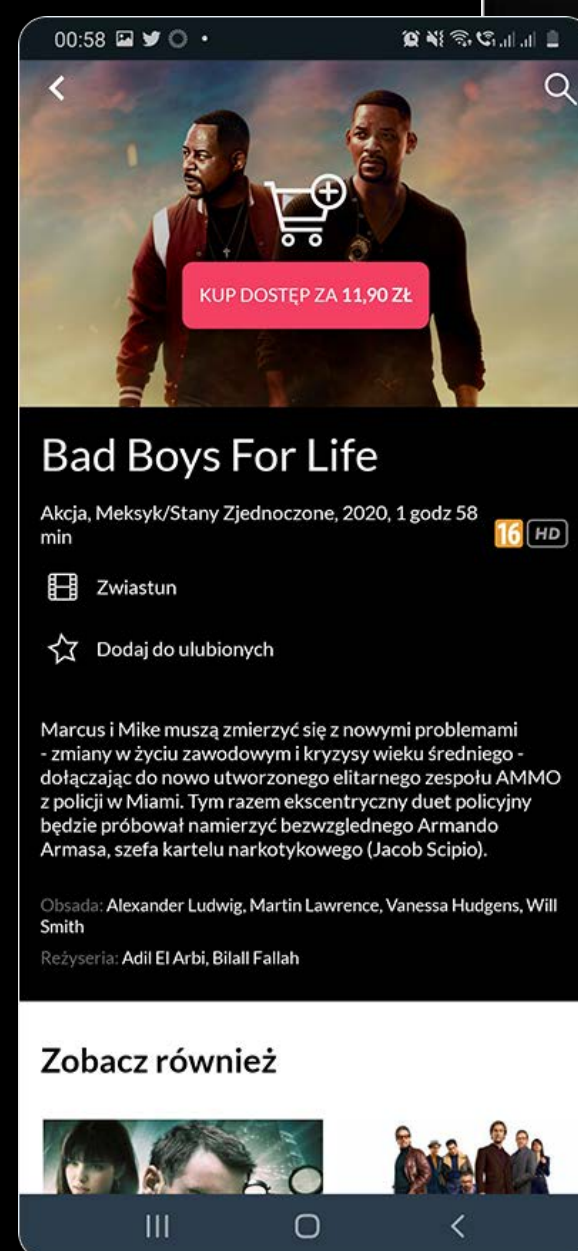 00:58
KUP DOSTĘP ZA 11,90 ZŁ
Bad Boys For Life
Akcja, Meksyk/Stany Zjednoczone, 2020, 1 godz 58
min
16 HD
Zwiastun
Dodaj do ulubionych
Marcus i Mike muszą zmierzyć się z nowymi problemami
- zmiany w życiu zawodowym i kryzysy wieku średniego -
dołączając do nowo utworzonego elitarnego zespołu AMMO
z policji w Miami. Tym razem ekscentryczny duet policyjny
będzie próbował namierzyć bezwzglednego Armando
Armasa, szefa kartelu narkotykowego (Jacob Scipio).
Obsada: Alexander Ludwig, Martin Lawrence, Vanessa Hudgens, Will
Smith
Reżyseria: Adil El Arbi, Bilall Fallah
Zobacz również